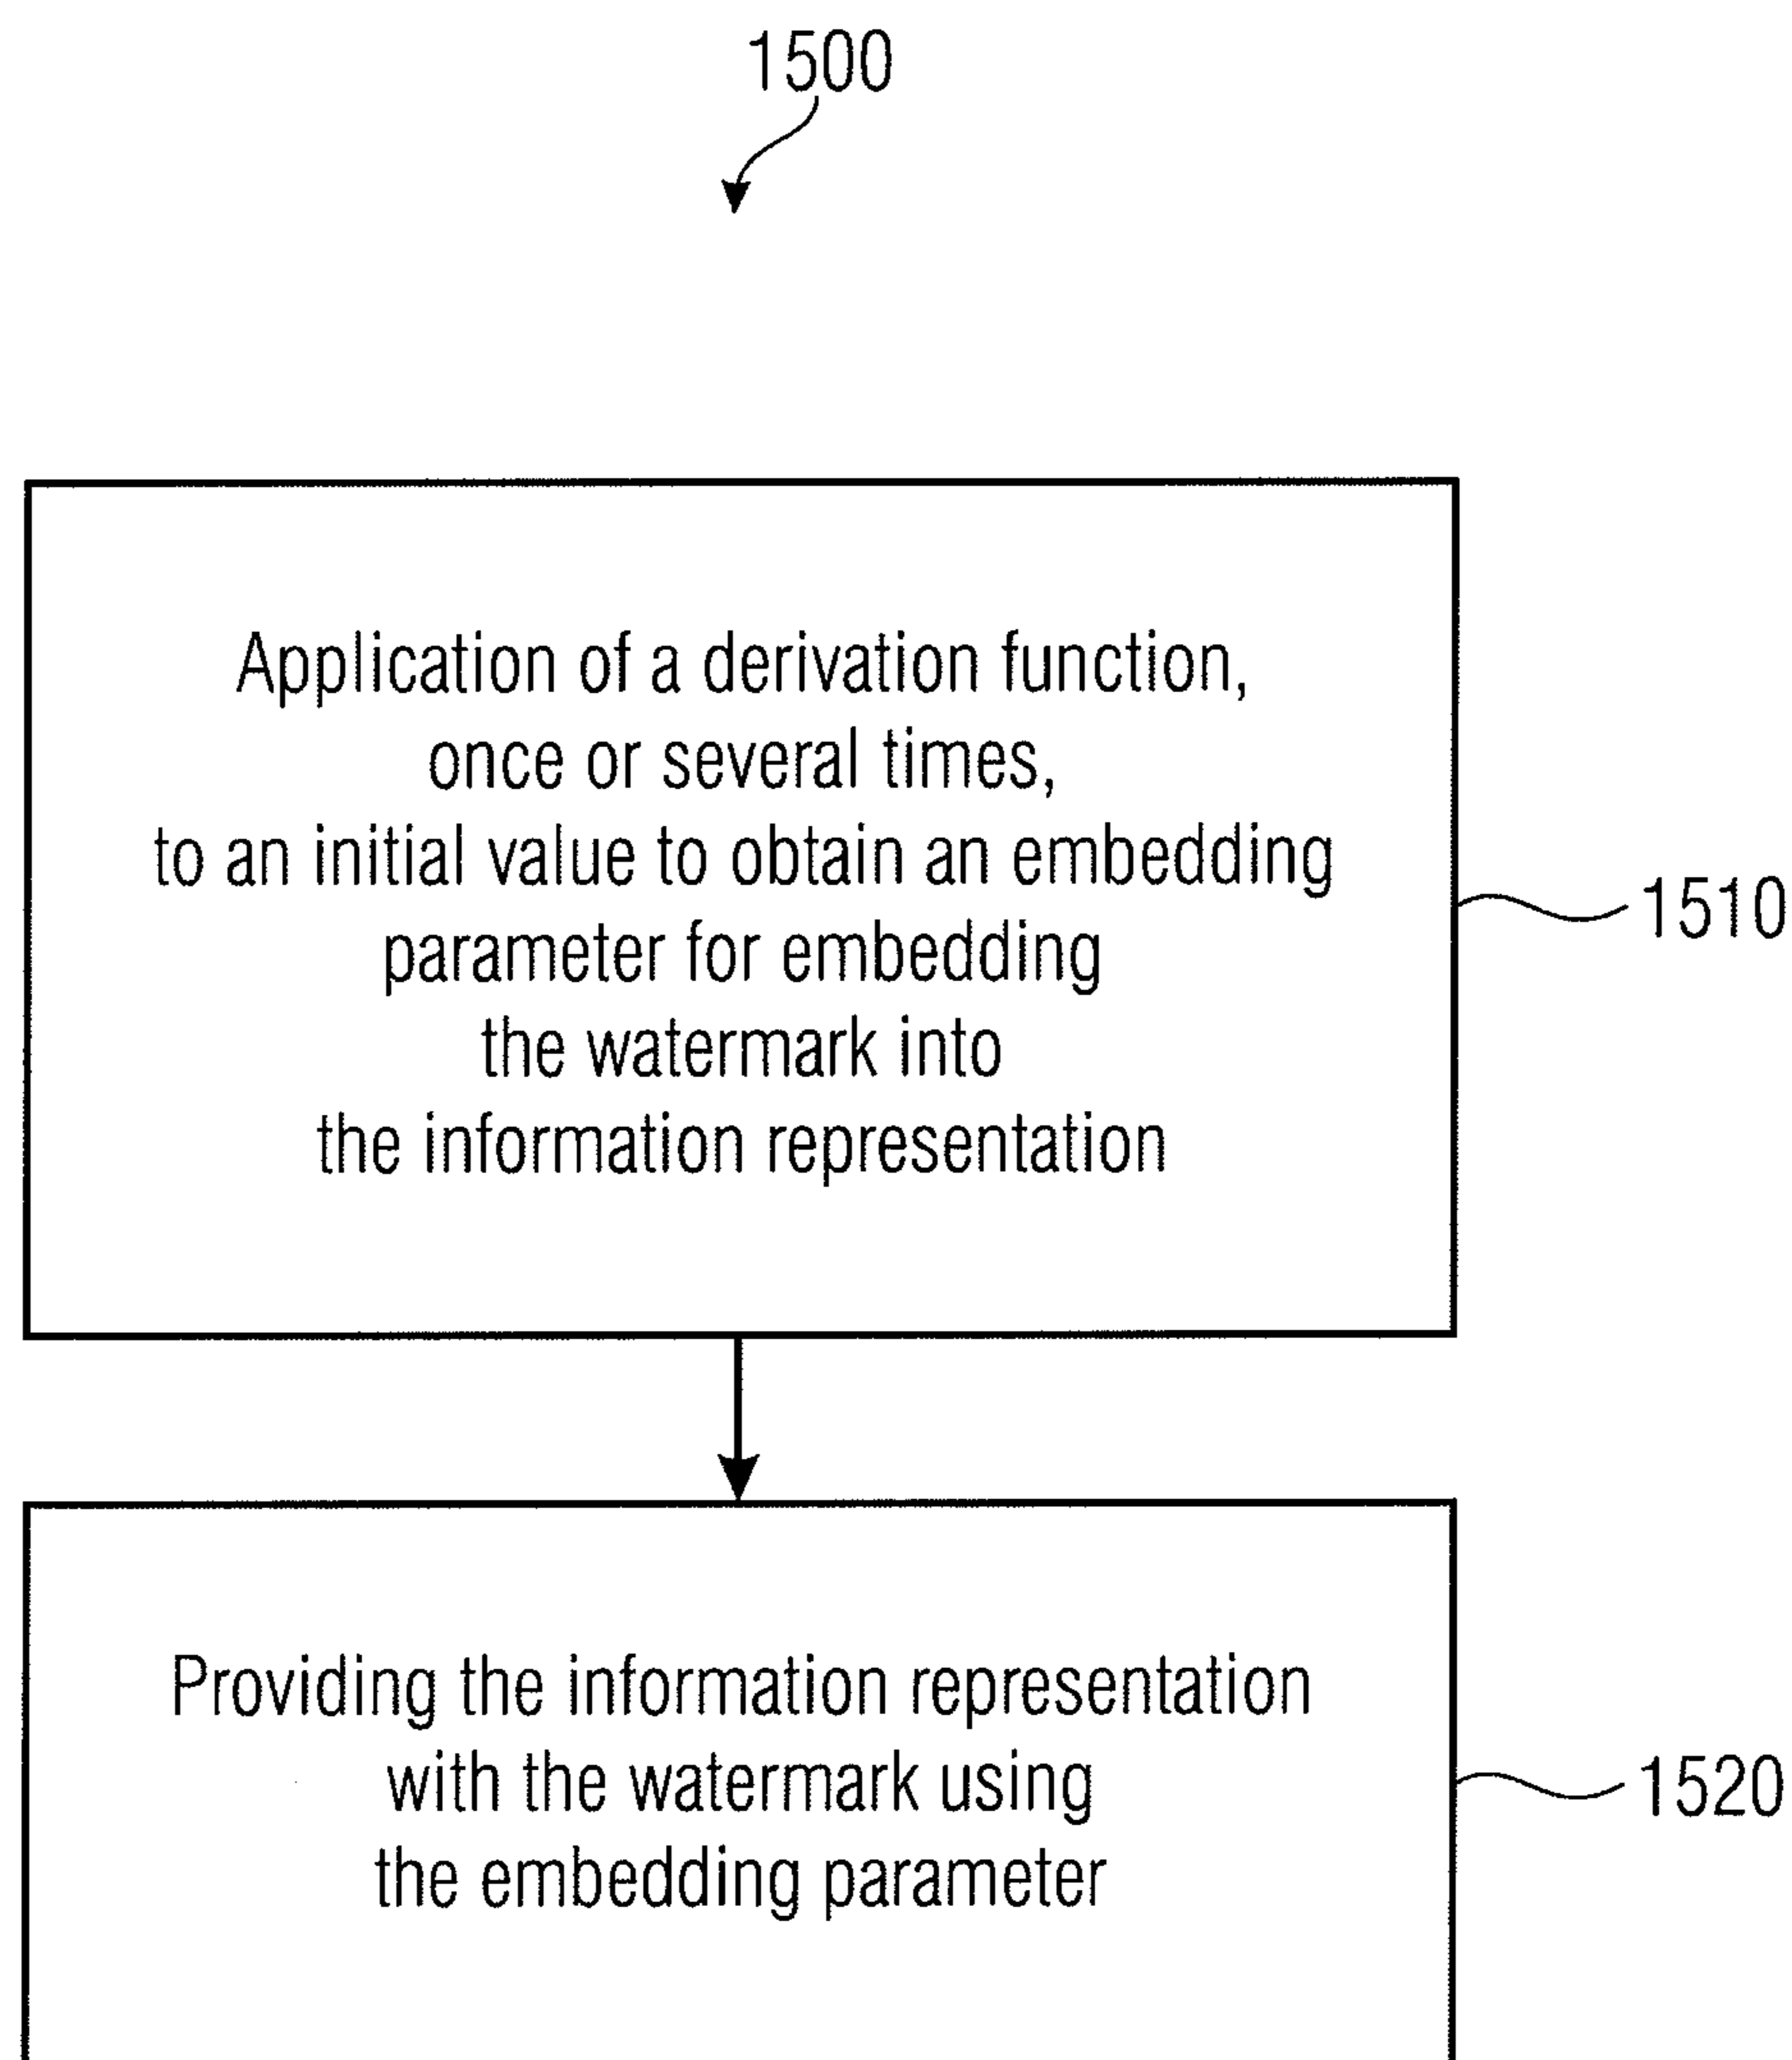 1500
Application of a derivation function,
once or several times,
to an initial value to obtain an embedding
parameter for embedding
the watermark into
the information representation
1510
Providing the information representation
with the watermark using
the embedding parameter
1520